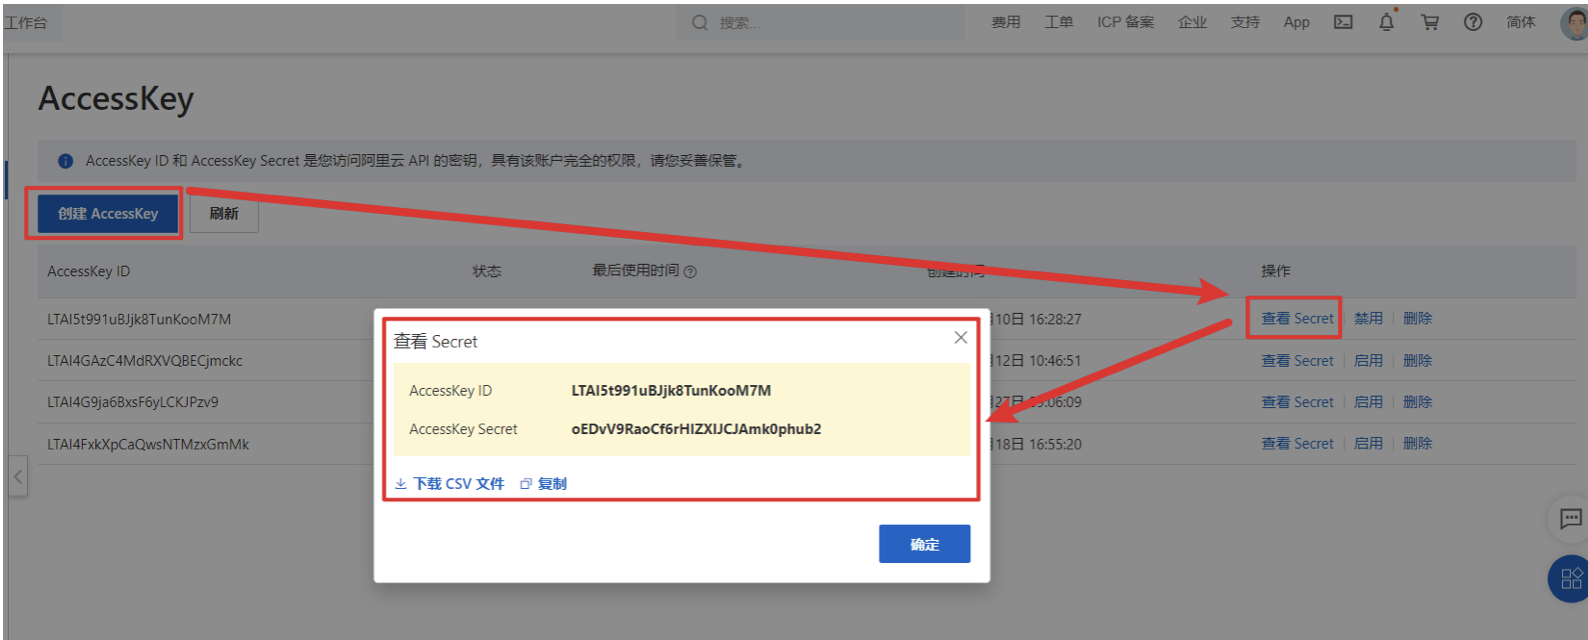 工作台
搜索...
费用 工单 ICP 备案 企业 支持 App 简体
AccessKey
AccessKey ID 和 AccessKey Secret 是您访问阿里云 API 的密钥，具有该账户完全的权限，请您妥善保管。
创建 AccessKey 刷新
AccessKey ID 状态 最后使用时间 创建时间 操作
LTAI5t991uBJjk8TunKooM7M 10日 16:28:27 查看 Secret 禁用 删除
LTAI4GAzC4MdRXVQBECjmckc 12日 10:46:51 查看 Secret 启用 删除
LTAI4G9ja6BxsF6yLCKJPzv9 27日 09:06:09 查看 Secret 启用 删除
LTAI4FxkXpCaQwsNTMzxGmMk 18日 16:55:20 查看 Secret 启用 删除
查看 Secret
AccessKey ID LTAI5t991uBJjk8TunKooM7M
AccessKey Secret oEDvV9RaoCf6rHIZXIJCJAmk0phub2
下载 CSV 文件 复制
确定